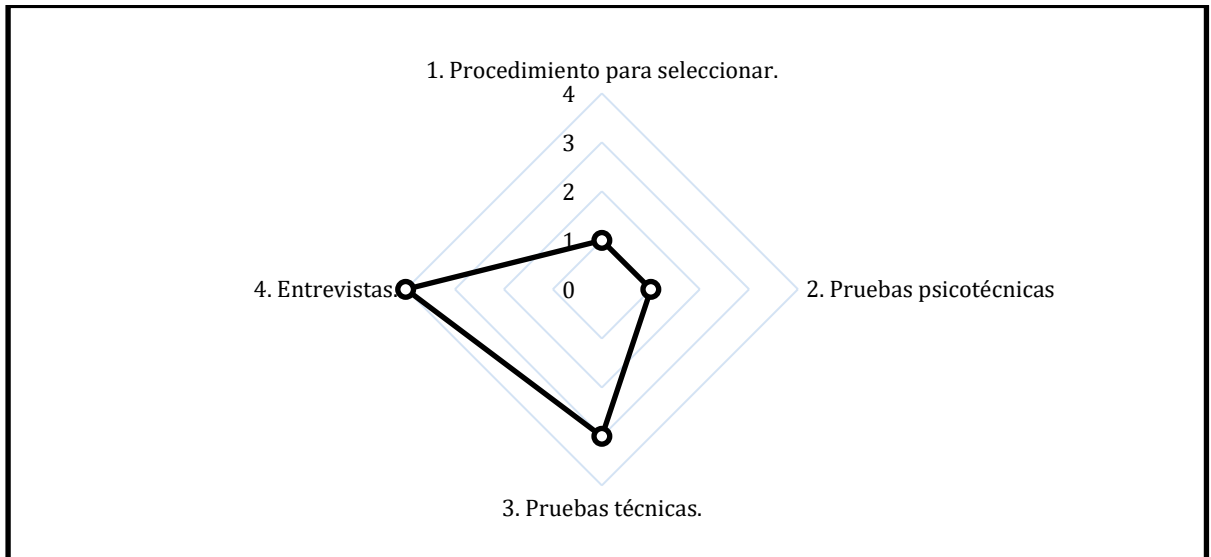 1. Procedimiento para seleccionar.
4
3
2
1
0
4. Entrevistas.
2. Pruebas psicotécnicas
3. Pruebas técnicas.